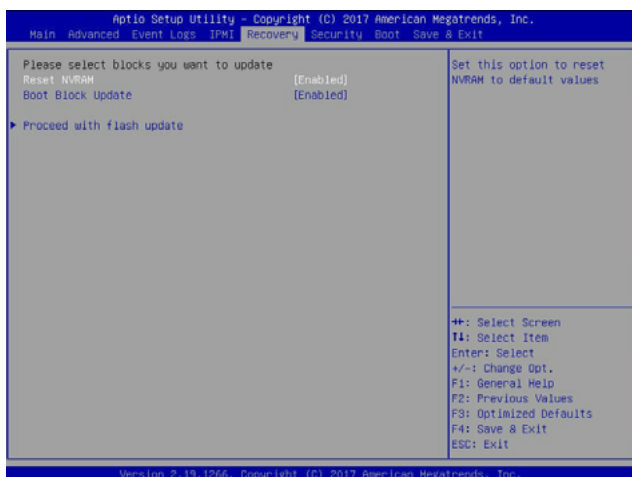 Aptio Setup Utility – Copyright (C) 2017 American Megatrends, Inc.
Main Advanced Event Logs IPMI Recovery Security Boot Save & Exit
Please select blocks you want to update
Reset NVRAM [Enabled]
Boot Block Update [Enabled]
▶ Proceed with flash update
Set this option to reset
NVRAM to default values
→←: Select Screen
↑↓: Select Item
Enter: Select
+/-: Change Opt.
F1: General Help
F2: Previous Values
F3: Optimized Defaults
F4: Save & Exit
ESC: Exit
Version 2.19.1266. Copyright (C) 2017 American Megatrends, Inc.